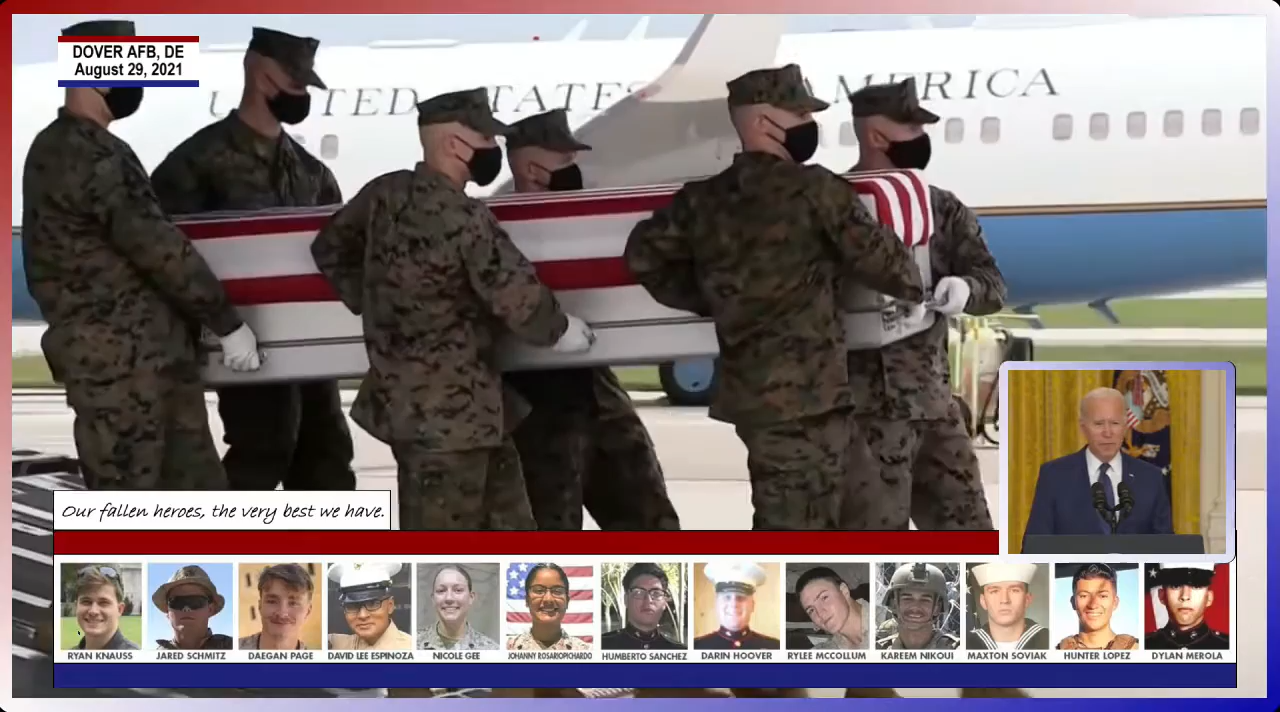 DOVER AFB, DE
August 29, 2021
UNITED STATES AMERICA
Our fallen heroes, the very best we have.
RYAN KNAUSS JARED SCHMITZ DAEGAN PAGE DAVID LEE ESPINOZA NICOLE GEE JOHANNY ROSARIOPICHARDO HUMBERTO SANCHEZ DARIN HOOVER RYLEE MCCOLLUM KAREEM NIKOUI MAXTON SOVIAK HUNTER LOPEZ DYLAN MEROLA